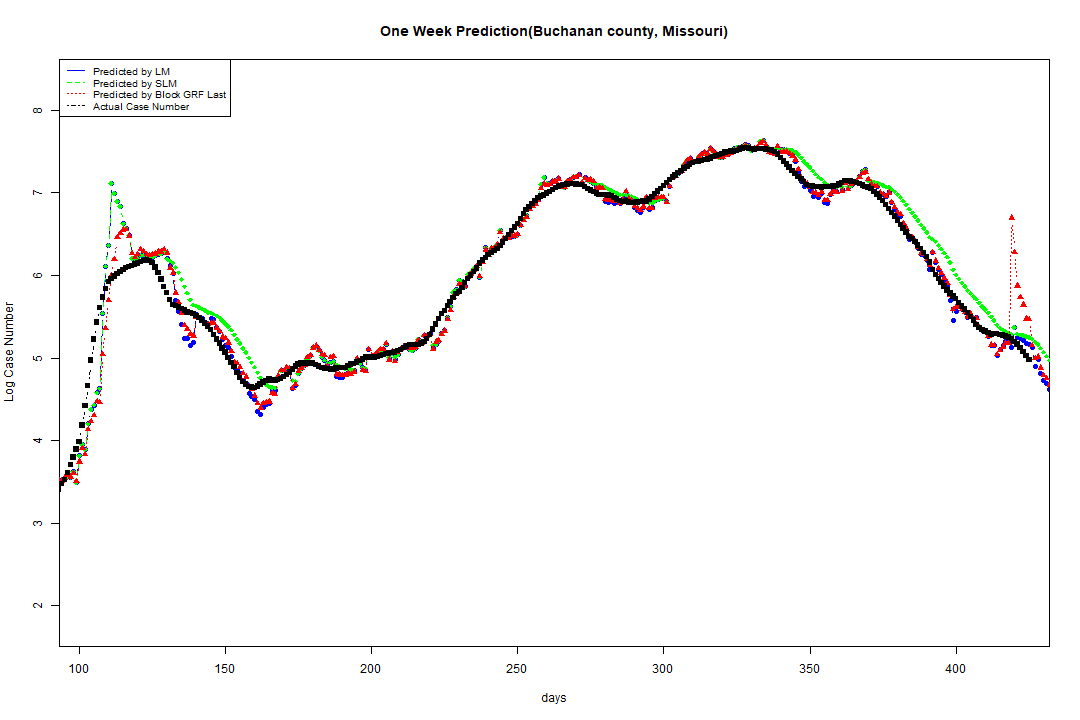 One Week Prediction(Buchanan county, Missouri)
Predicted by LM
Predicted by SLM
Predicted by Block GRF Last
Actual Case Number
8
7
6
5
4
3
2
Log Case Number
100 150 200 250 300 350 400
days